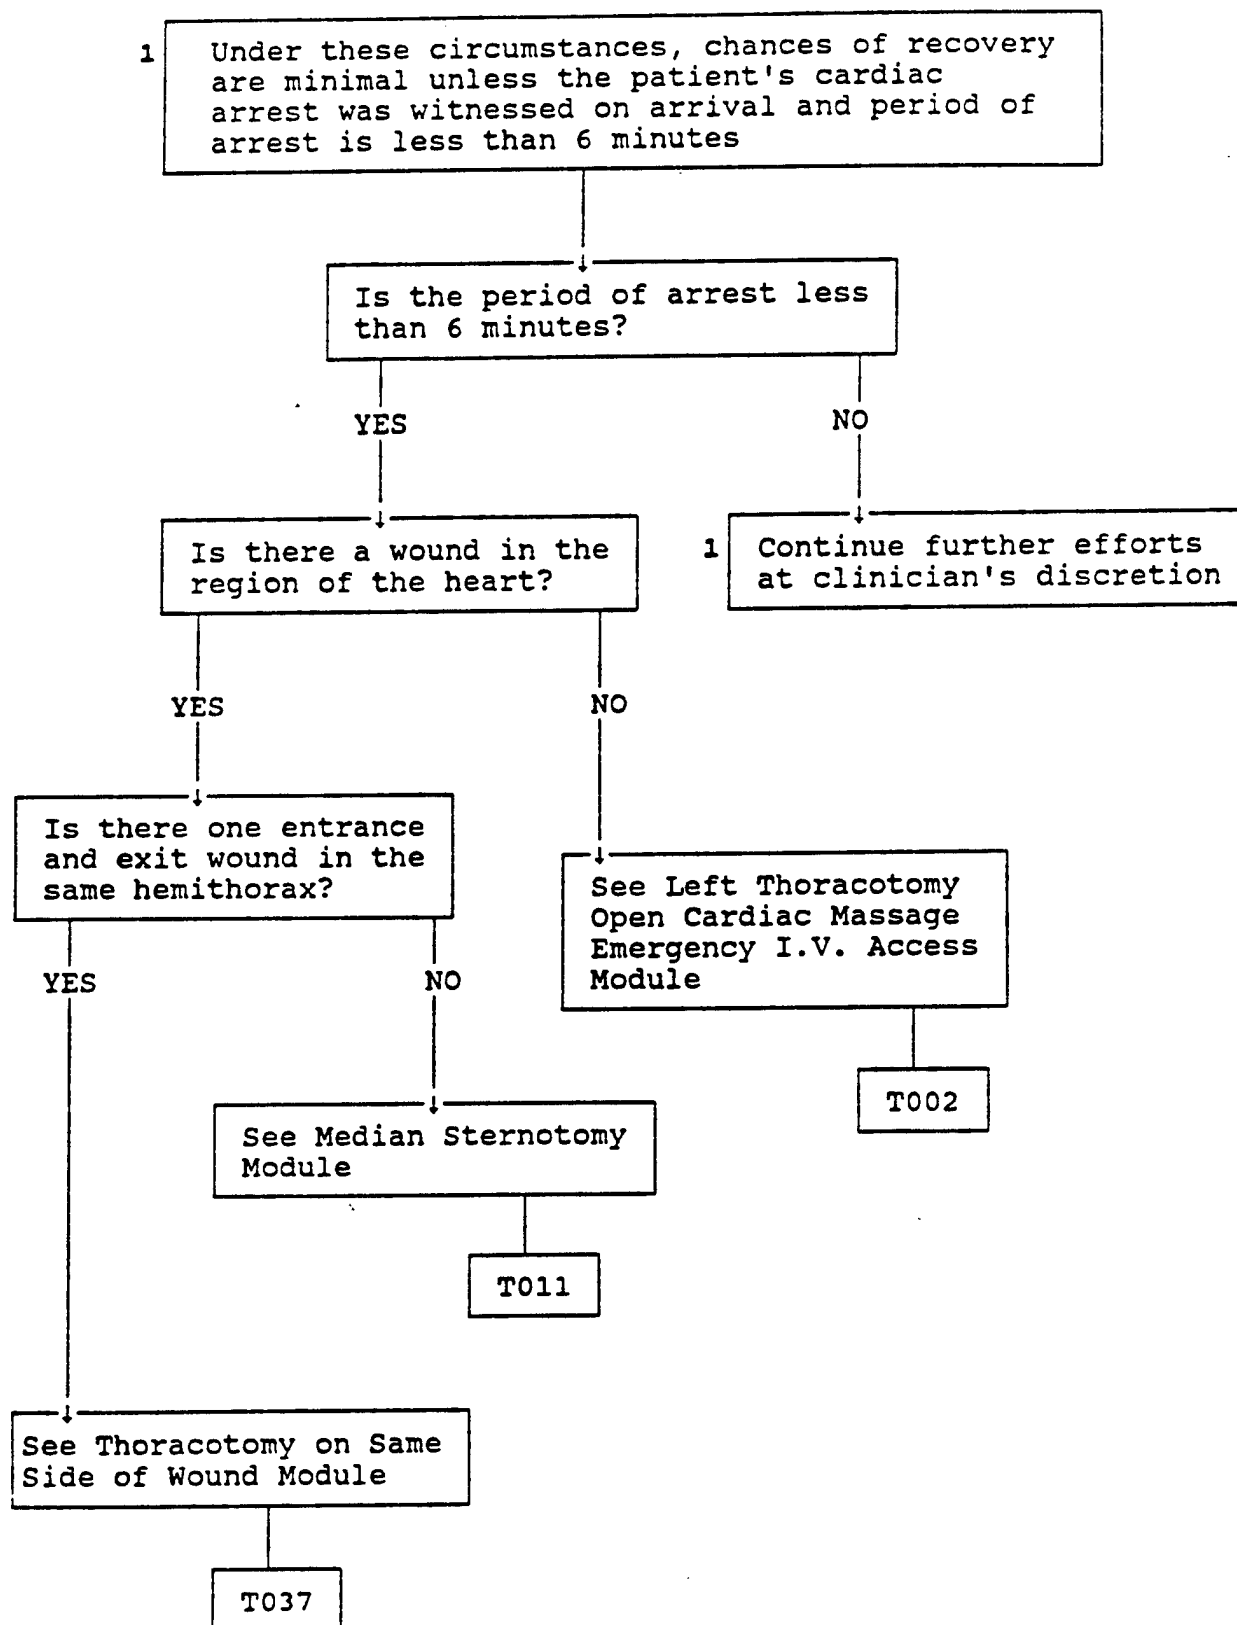 1 Under these circumstances, chances of recovery
are minimal unless the patient's cardiac
arrest was witnessed on arrival and period of
arrest is less than 6 minutes
Is the period of arrest less
than 6 minutes?
YES
NO
Is there a wound in the
region of the heart?
1 Continue further efforts
at clinician's discretion
YES
NO
Is there one entrance
and exit wound in the
same hemithorax?
See Left Thoracotomy
Open Cardiac Massage
Emergency I.V. Access
Module
YES
NO
T002
See Median Sternotomy
Module
T011
See Thoracotomy on Same
Side of Wound Module
T037